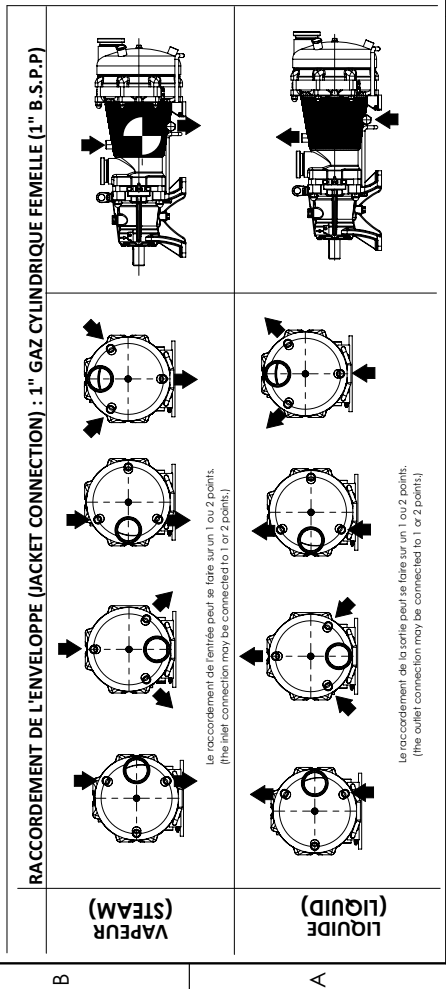 RACCORDEMENT DE L'ENVELOPPE (JACKET CONNECTION) : 1" GAZ CYLINDRIQUE FEMELLE (1" B.S.P.P)
VAPEUR
(STEAM)
Le raccordement de l'entrée peut se faire sur un 1 ou 2 points.
(the inlet connection may be connected to 1 or 2 points.)
LIQUIDE
(LIQUID)
Le raccordement de la sortie peut se faire sur un 1 ou 2 points.
(the outlet connection may be connected to 1 or 2 points.)
B
A